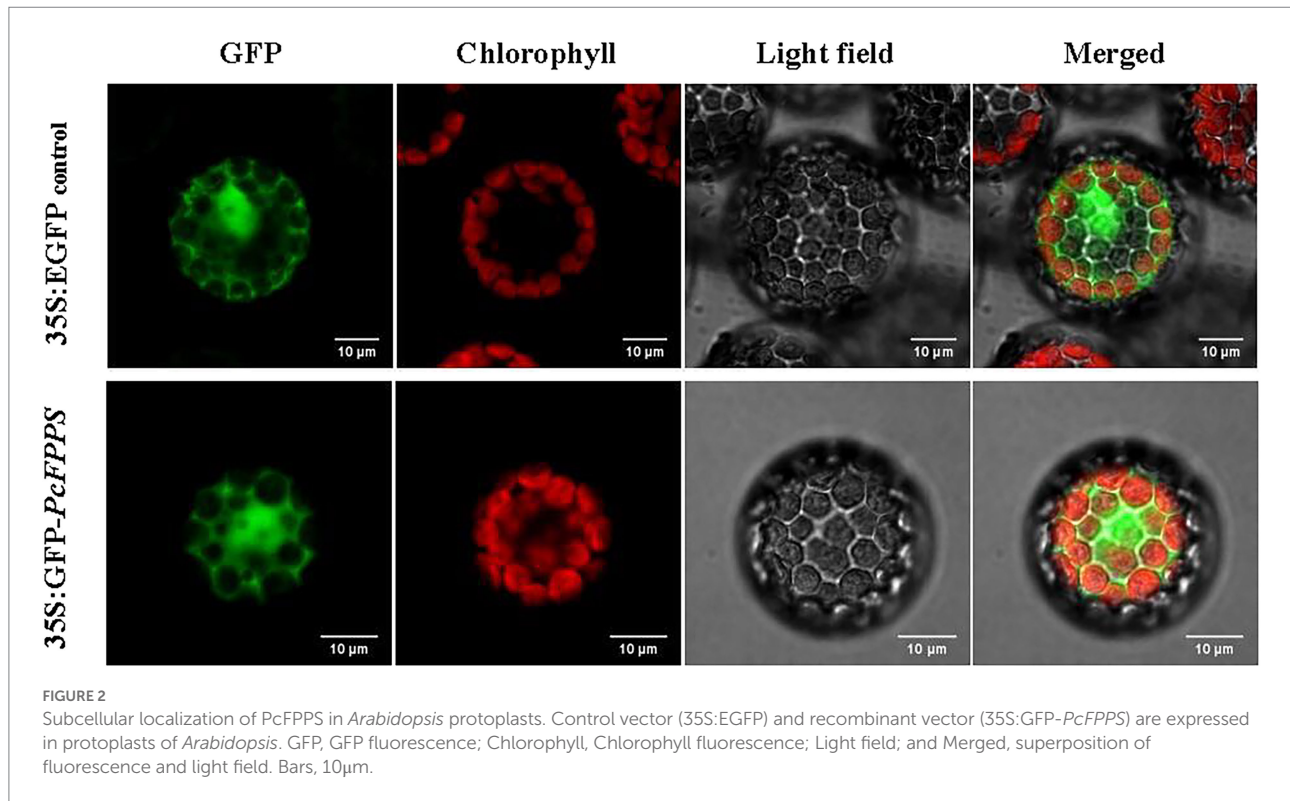 GFP
Chlorophyll
Light field
Merged
35S:EGFP control
10 μm
10 μm
10 μm
10 μm
35S:GFP-PcFPPS
10 μm
10 μm
10 μm
10 μm
FIGURE 2
Subcellular localization of PcFPPS in Arabidopsis protoplasts. Control vector (35S:EGFP) and recombinant vector (35S:GFP-PcFPPS) are expressed
in protoplasts of Arabidopsis. GFP, GFP fluorescence; Chlorophyll, Chlorophyll fluorescence; Light field; and Merged, superposition of
fluorescence and light field. Bars, 10μm.